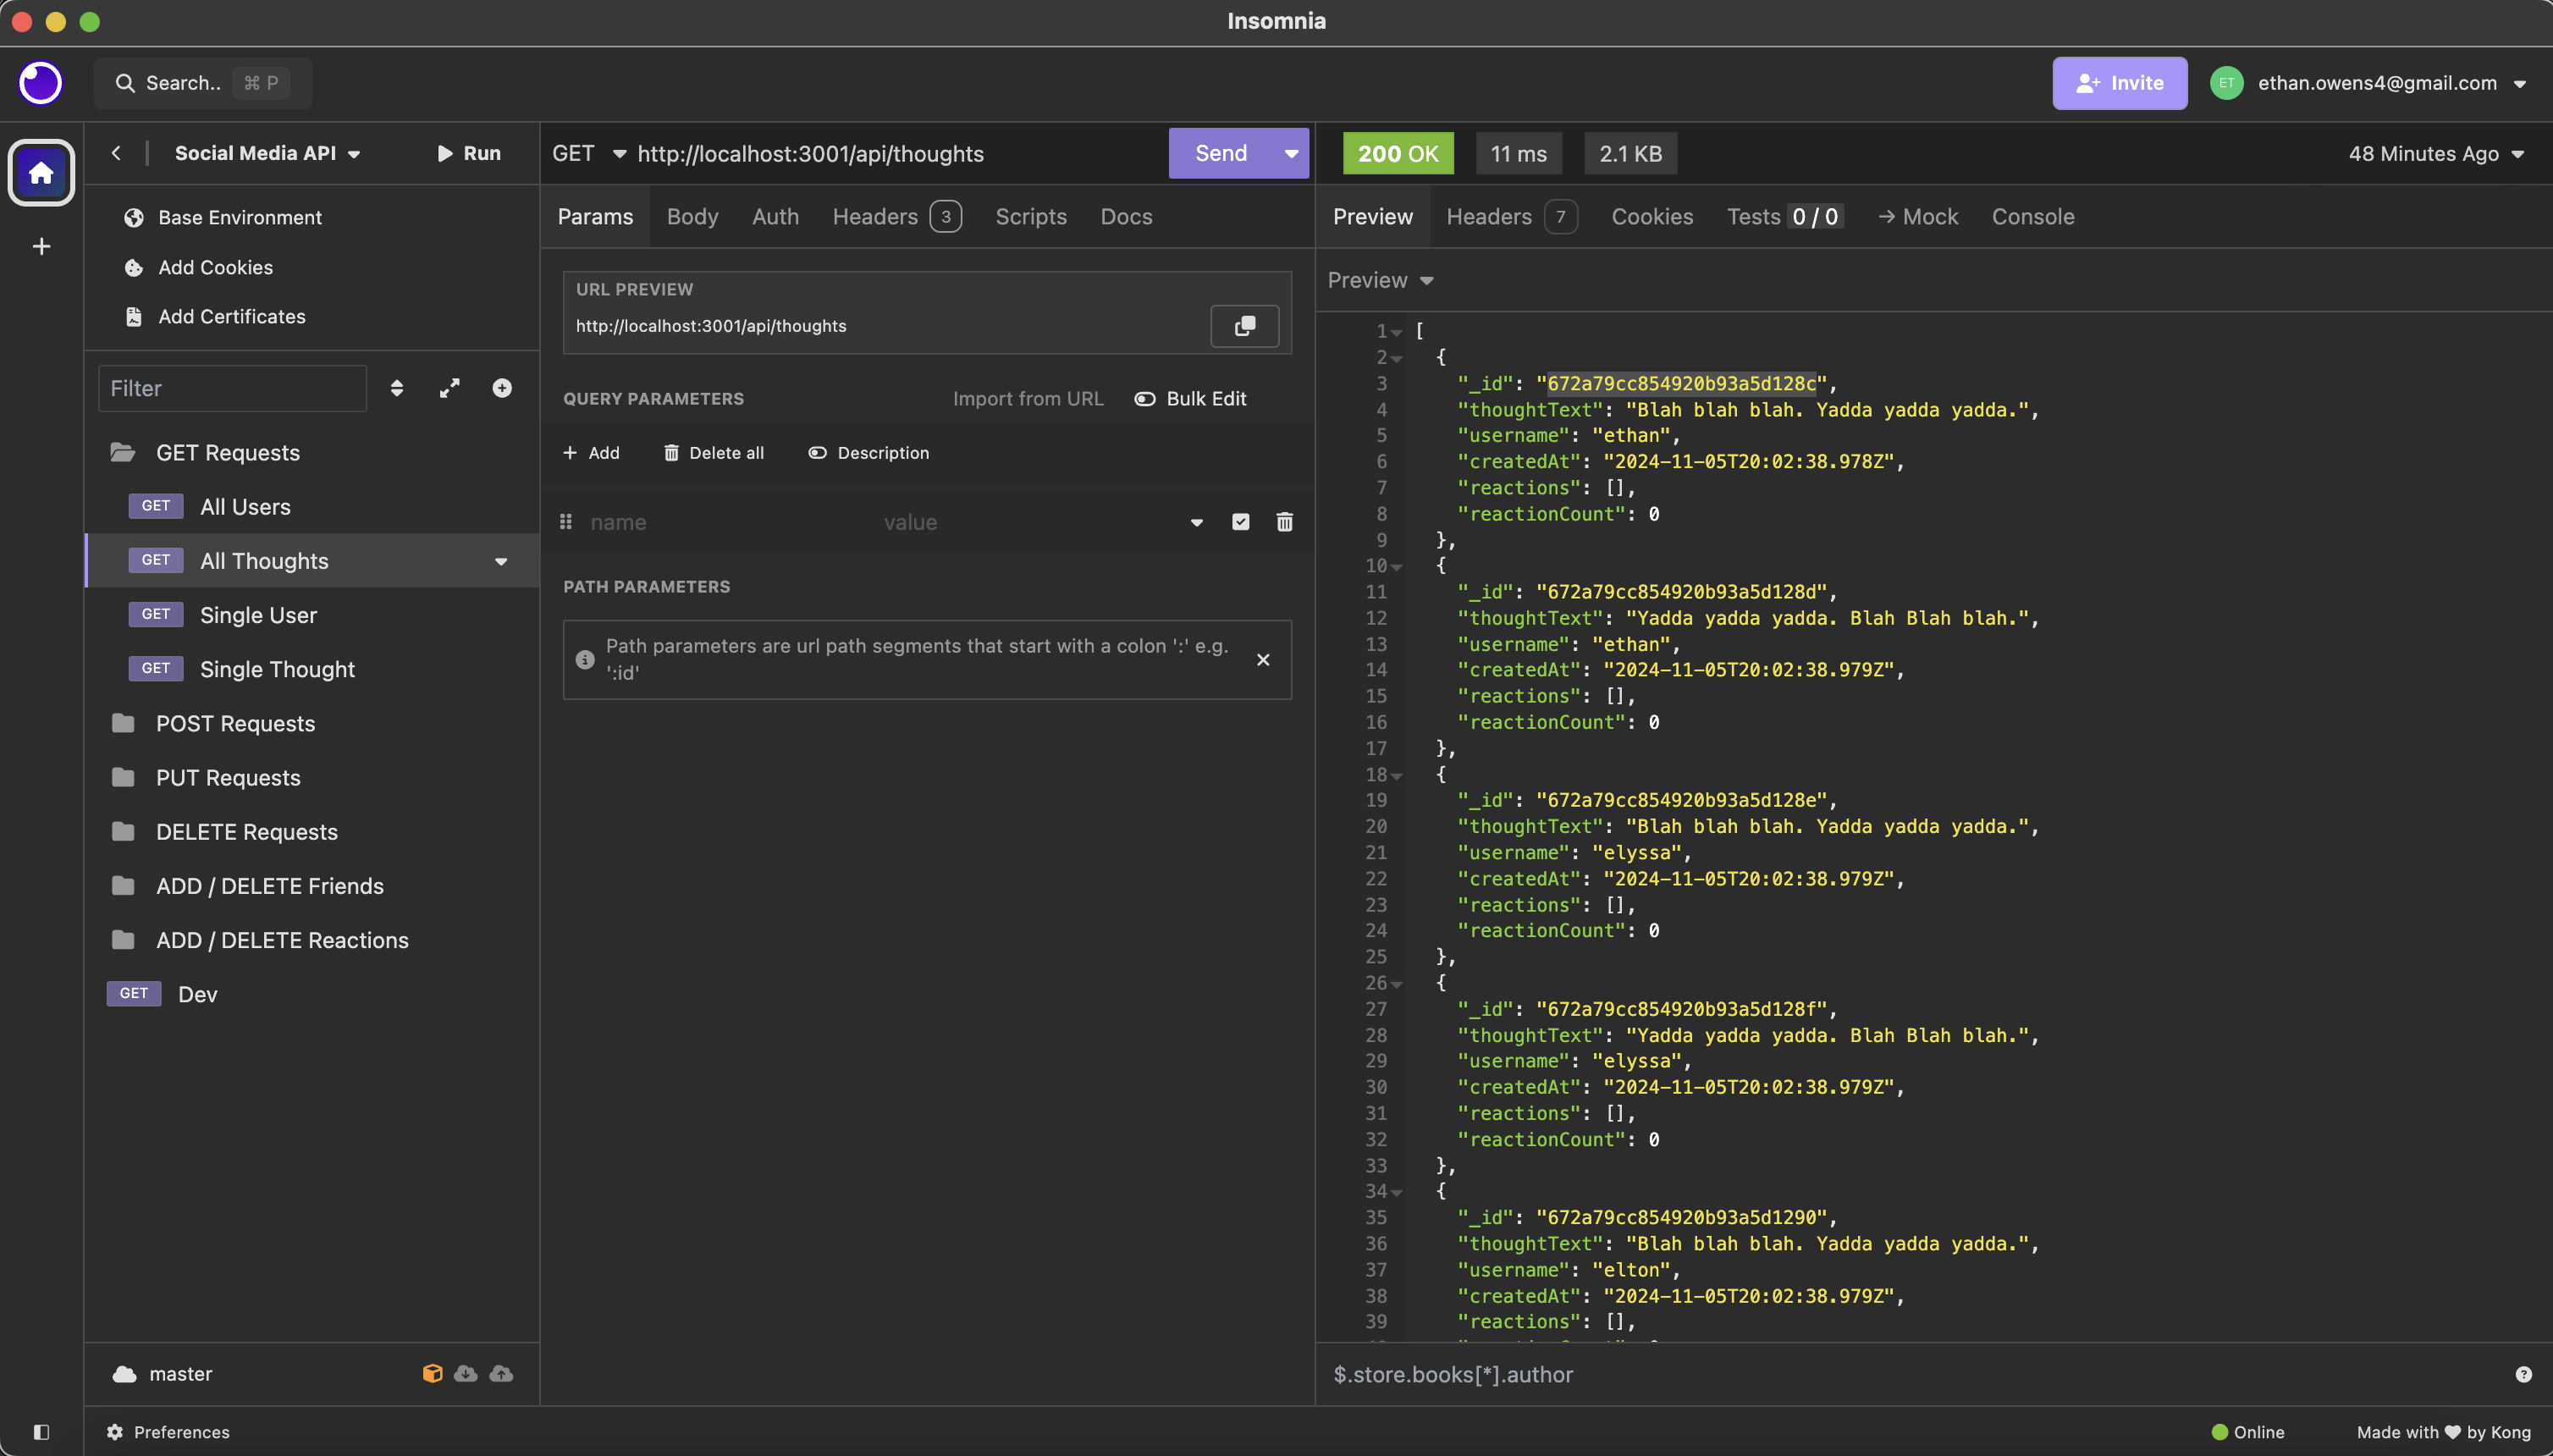 Insomnia
Search.. ⌘ P
Invite
ET
ethan.owens4@gmail.com
Social Media API
Run
Base Environment
Add Cookies
Add Certificates
Filter
GET Requests
GET All Users
GET All Thoughts
GET Single User
GET Single Thought
POST Requests
PUT Requests
DELETE Requests
ADD / DELETE Friends
ADD / DELETE Reactions
GET Dev
master
Preferences
GET http://localhost:3001/api/thoughts
Send
Params Body Auth Headers 3 Scripts Docs
URL PREVIEW
http://localhost:3001/api/thoughts
QUERY PARAMETERS Import from URL Bulk Edit
+ Add Delete all Description
name value
PATH PARAMETERS
Path parameters are url path segments that start with a colon ':' e.g.
':id'
200 OK 11 ms 2.1 KB 48 Minutes Ago
Preview Headers 7 Cookies Tests 0 / 0 → Mock Console
Preview
1 [
2 {
3 "_id": "672a79cc854920b93a5d128c",
4 "thoughtText": "Blah blah blah. Yadda yadda yadda.",
5 "username": "ethan",
6 "createdAt": "2024-11-05T20:02:38.978Z",
7 "reactions": [],
8 "reactionCount": 0
9 },
10 {
11 "_id": "672a79cc854920b93a5d128d",
12 "thoughtText": "Yadda yadda yadda. Blah Blah blah.",
13 "username": "ethan",
14 "createdAt": "2024-11-05T20:02:38.979Z",
15 "reactions": [],
16 "reactionCount": 0
17 },
18 {
19 "_id": "672a79cc854920b93a5d128e",
20 "thoughtText": "Blah blah blah. Yadda yadda yadda.",
21 "username": "elyssa",
22 "createdAt": "2024-11-05T20:02:38.979Z",
23 "reactions": [],
24 "reactionCount": 0
25 },
26 {
27 "_id": "672a79cc854920b93a5d128f",
28 "thoughtText": "Yadda yadda yadda. Blah Blah blah.",
29 "username": "elyssa",
30 "createdAt": "2024-11-05T20:02:38.979Z",
31 "reactions": [],
32 "reactionCount": 0
33 },
34 {
35 "_id": "672a79cc854920b93a5d1290",
36 "thoughtText": "Blah blah blah. Yadda yadda yadda.",
37 "username": "elton",
38 "createdAt": "2024-11-05T20:02:38.979Z",
39 "reactions": [],
$.store.books[*].author
Online
Made with ♥ by Kong